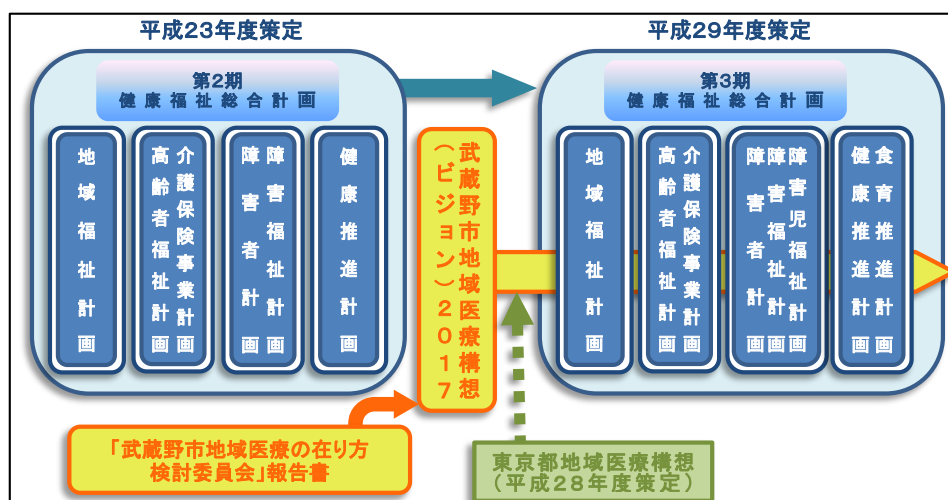 平成23年度策定
第2期
健康福祉総合計画
地域福祉計画
高齢者福祉計画
介護保険事業計画
障害者計画
障害福祉計画
健康推進計画
武蔵野市地域医療構想
（ビジョン）2017
「武蔵野市地域医療の在り方
検討委員会」報告書
平成29年度策定
第3期
健康福祉総合計画
地域福祉計画
高齢者福祉計画
介護保険事業計画
障害者計画
障害福祉計画
障害児福祉計画
健康推進計画
食育推進計画
東京都地域医療構想
（平成28年度策定）